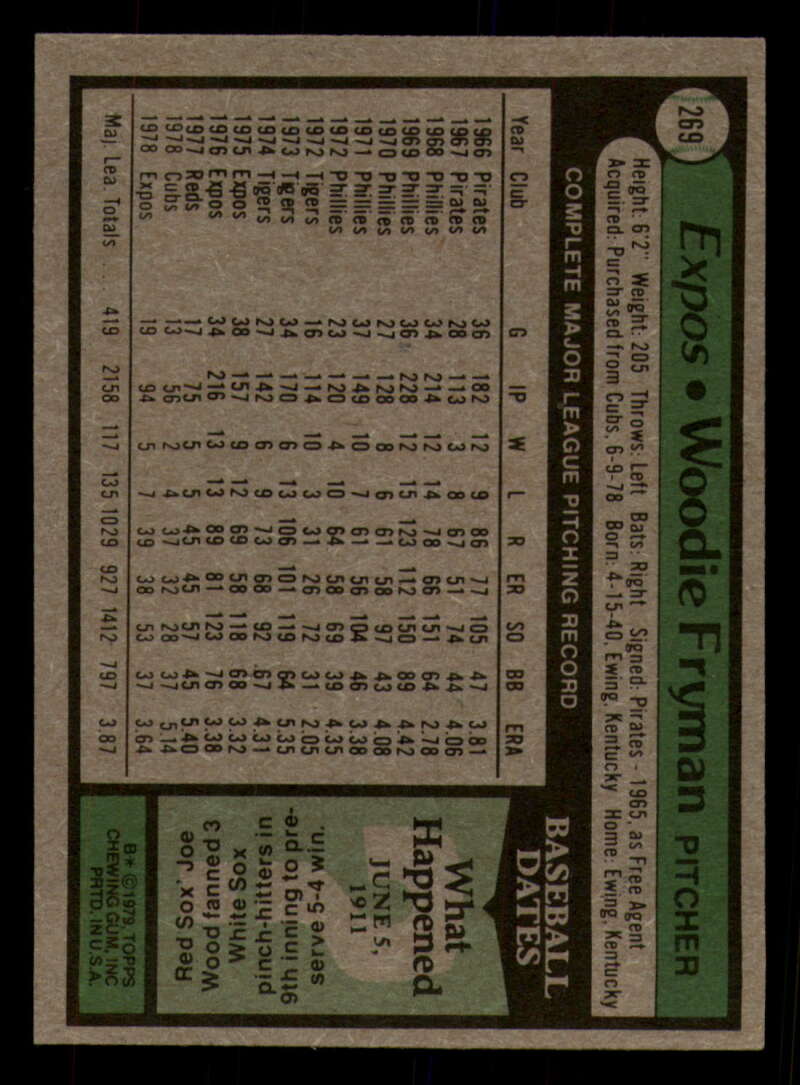 269 Expos • Woodie Fryman PITCHER
Height: 6'2" Weight: 205 Throws: Left Bats: Right Signed: Pirates - 1965, as Free Agent
Acquired: Purchased from Cubs, 6-9-78 Born: 4-15-40, Ewing, Kentucky Home: Ewing, Kentucky
COMPLETE MAJOR LEAGUE PITCHING RECORD
Year Club G IP W L R ER SO BB ERA
1966 Pirates 36 182 12 9 86 77 105 47 3.81
1967 Pirates 28 113 3 8 67 51 74 44 4.06
1968 Phillies 34 214 12 14 78 66 151 64 2.78
1969 Phillies 36 228 12 15 123 112 150 89 4.42
1970 Phillies 27 128 8 6 61 58 97 43 4.08
1971 Phillies 37 149 10 7 61 56 104 46 3.38
1972 Phillies 23 120 4 10 64 58 69 39 4.35
1972 Tigers 16 114 10 3 31 26 72 31 2.05
1973 Tigers 34 170 6 13 106 101 119 64 5.35
1974 Tigers 27 142 6 9 73 68 92 67 4.31
1975 Expos 38 157 9 12 69 58 118 68 3.32
1976 Expos 34 216 13 13 89 81 123 76 3.38
1977 Reds 17 75 5 5 45 45 57 45 5.40
1978 Cubs 13 56 2 4 37 32 28 37 5.14
1978 Expos 19 94 5 7 39 38 53 37 3.64
Maj. Lea. Totals .... 419 2158 117 135 1029 927 1412 797 3.87
BASEBALL
DATES
What
Happened
JUNE 5,
1911
Red Sox' Joe
Wood fanned 3
White Sox
pinch-hitters in
9th inning to pre-
serve 5-4 win.
B* ©1979, TOPPS
CHEWING GUM, INC
PRTD. IN U.S.A.